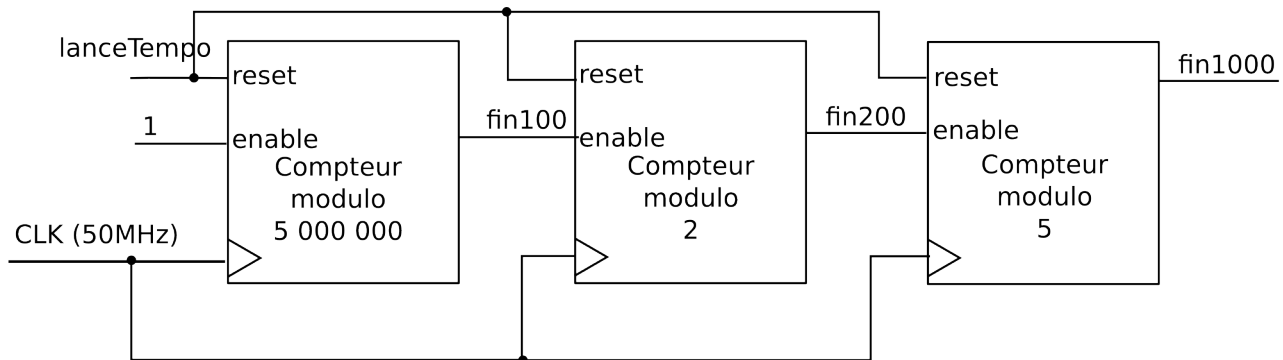 lanceTempo
1
CLK (50MHz)
reset
enable
Compteur
modulo
5 000 000
fin100
reset
enable
Compteur
modulo
2
fin200
reset
enable
Compteur
modulo
5
fin1000